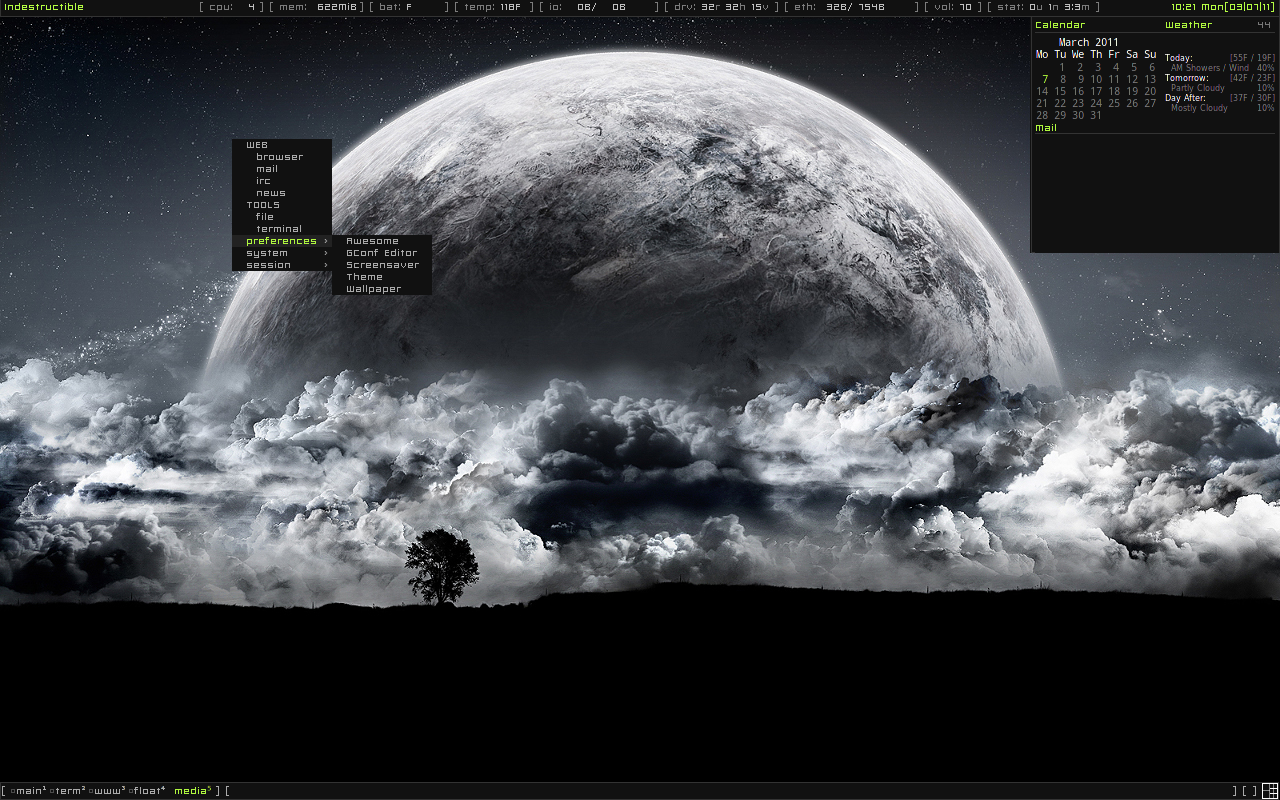 Indestructible [ cpu: 4 ] [ mem: 622MiB ] [ bat: F ] [ temp: 118F ] [ io: 0B/ 0B ] [ drv: 32r 32h 15v ] [ eth: 32B/ 754B ] [ vol: 70 ] [ stat: 0u 1n 3:3m ] 10:21 Mon[03|07|11]
Calendar
March 2011
Mo Tu We Th Fr Sa Su
1 2 3 4 5 6
7 8 9 10 11 12 13
14 15 16 17 18 19 20
21 22 23 24 25 26 27
28 29 30 31
Weather 44
Today: [55F / 19F]
AM Showers / Wind 40%
Tomorrow: [42F / 23F]
Partly Cloudy 10%
Day After: [37F / 30F]
Mostly Cloudy 10%
Mail
WEB
browser
mail
irc
news
TOOLS
file
terminal
preferences ›
system ›
session ›
Awesome
GConf Editor
Screensaver
Theme
Wallpaper
[ ▫main¹ ▫term² ▫www³ ▫float⁴ media⁵ ] [ ] [ ]